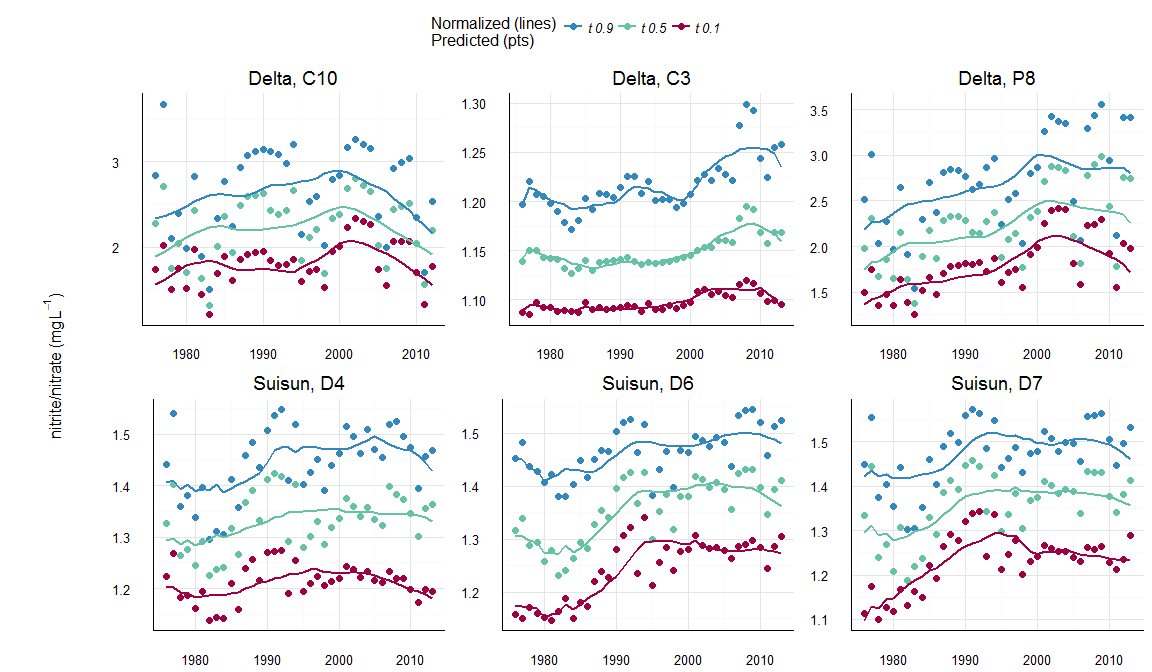 Normalized (lines) t 0.9 t 0.5 t 0.1
Predicted (pts)
Delta, C10
Delta, C3
Delta, P8
3
2
1.30
1.25
1.20
1.15
1.10
3.5
3.0
2.5
2.0
1.5
1980 1990 2000 2010
1980 1990 2000 2010
1980 1990 2000 2010
nitrite/nitrate (mgL⁻¹)
Suisun, D4
Suisun, D6
Suisun, D7
1.5
1.4
1.3
1.2
1.5
1.4
1.3
1.2
1.5
1.4
1.3
1.2
1.1
1980 1990 2000 2010
1980 1990 2000 2010
1980 1990 2000 2010